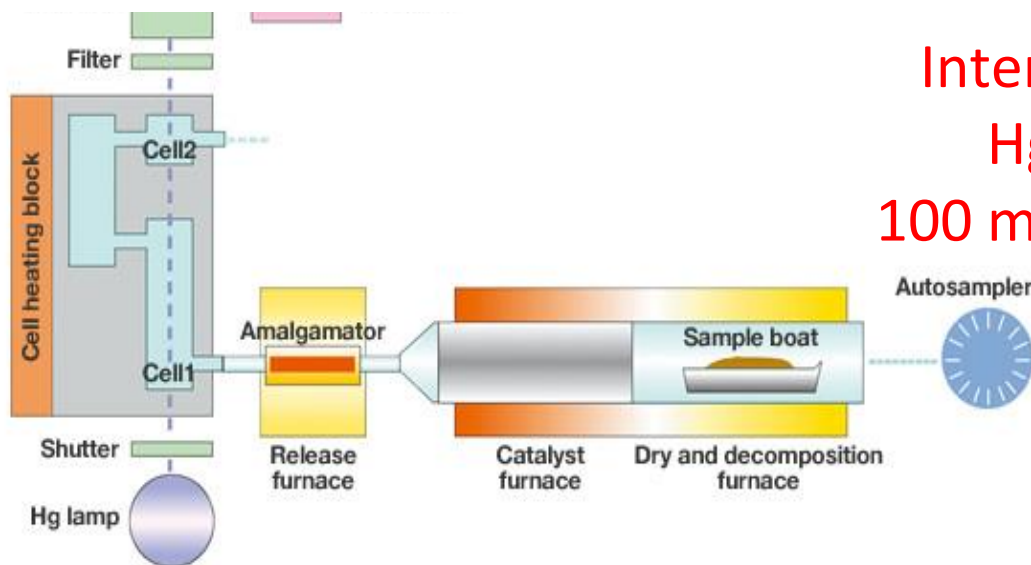 Filter
Cell2
Cell heating block
100 m
Autosampler
Amalgamator
Sample boat
Cell1
Shutter
Release
furnace
Catalyst
furnace
Dry and decomposition
furnace
Hg lamp